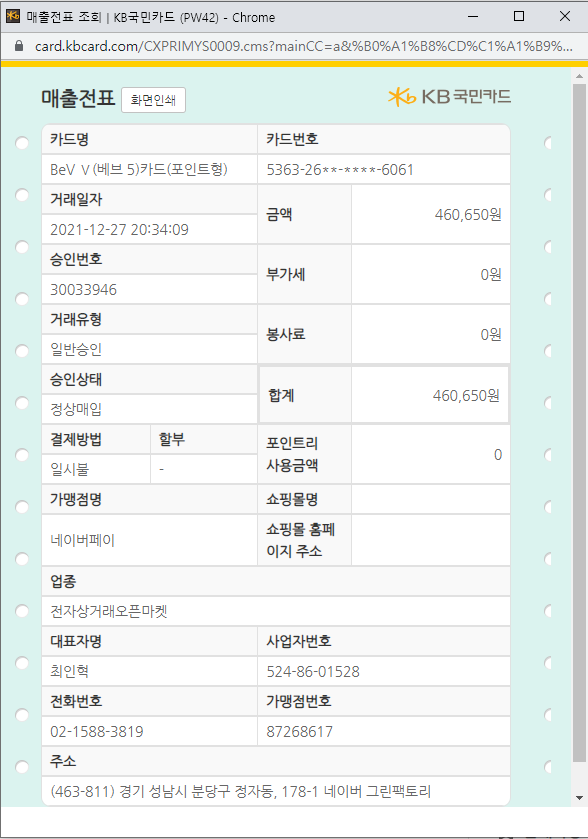 매출전표 조회 | KB국민카드 (PW42) - Chrome
card.kbcard.com/CXPRIMYS0009.cms?mainCC=a&%B0%A1%B8%CD%C1%A1%B9%...
매출전표 화면인쇄 KB국민카드
카드명 카드번호
BeV V (베브 5)카드(포인트형) 5363-26**-****-6061
거래일자
금액 460,650원
2021-12-27 20:34:09
승인번호
부가세 0원
30033946
거래유형
봉사료 0원
일반승인
승인상태
합계 460,650원
정상매입
결제방법 할부
포인트리
사용금액
0
일시불 -
가맹점명 쇼핑몰명
네이버페이
쇼핑몰 홈페
이지 주소
업종
전자상거래오픈마켓
대표자명 사업자번호
최인혁 524-86-01528
전화번호 가맹점번호
02-1588-3819 87268617
주소
(463-811) 경기 성남시 분당구 정자동, 178-1 네이버 그린팩토리